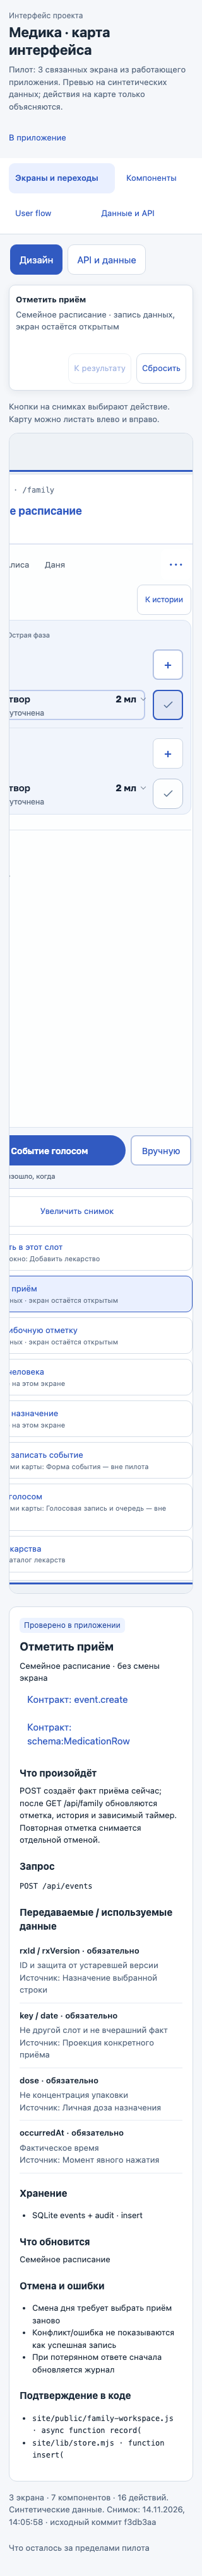 Интерфейс проекта
Медика · карта
интерфейса
Пилот: 3 связанных экрана из работающего
приложения. Превью на синтетических
данных; действия на карте только
объясняются.
В приложение
Экраны и переходы
Компоненты
User flow
Данные и API
Дизайн
API и данные
Отметить приём
Семейное расписание · запись данных,
экран остаётся открытым
К результату
Сбросить
Кнопки на снимках выбирают действие.
Карту можно листать влево и вправо.
· /family
е расписание
лиса
Даня
К истории
Острая фаза
+
твор
2 мл
уточнена
+
твор
2 мл
уточнена
Событие голосом
Вручную
изошло, когда
Увеличить снимок
ть в этот слот
окно: Добавить лекарство
приём
ных · экран остаётся открытым
ибочную отметку
ных · экран остаётся открытым
человека
на этом экране
назначение
на этом экране
записать событие
ми карты: Форма события — вне пилота
голосом
ми карты: Голосовая запись и очередь — вне
карства
аталог лекарств
Проверено в приложении
Отметить приём
Семейное расписание · без смены
экрана
Контракт: event.create
Контракт:
schema:MedicationRow
Что произойдёт
POST создаёт факт приёма сейчас;
после GET /api/family обновляются
отметка, история и зависимый таймер.
Повторная отметка снимается
отдельной отменой.
Запрос
POST /api/events
Передаваемые / используемые
данные
rxId / rxVersion · обязательно
ID и защита от устаревшей версии
Источник: Назначение выбранной
строки
key / date · обязательно
Не другой слот и не вчерашний факт
Источник: Проекция конкретного
приёма
dose · обязательно
Не концентрация упаковки
Источник: Личная доза назначения
occurredAt · обязательно
Фактическое время
Источник: Момент явного нажатия
Хранение
• SQLite events + audit · insert
Что обновится
Семейное расписание
Отмена и ошибки
• Смена дня требует выбрать приём
заново
• Конфликт/ошибка не показываются
как успешная запись
• При потерянном ответе сначала
обновляется журнал
Подтверждение в коде
• site/public/family-workspace.js
· async function record(
• site/lib/store.mjs · function
insert(
3 экрана · 7 компонентов · 16 действий.
Синтетические данные. Снимок: 14.11.2026,
14:05:58 · исходный коммит f3db3aa
Что осталось за пределами пилота